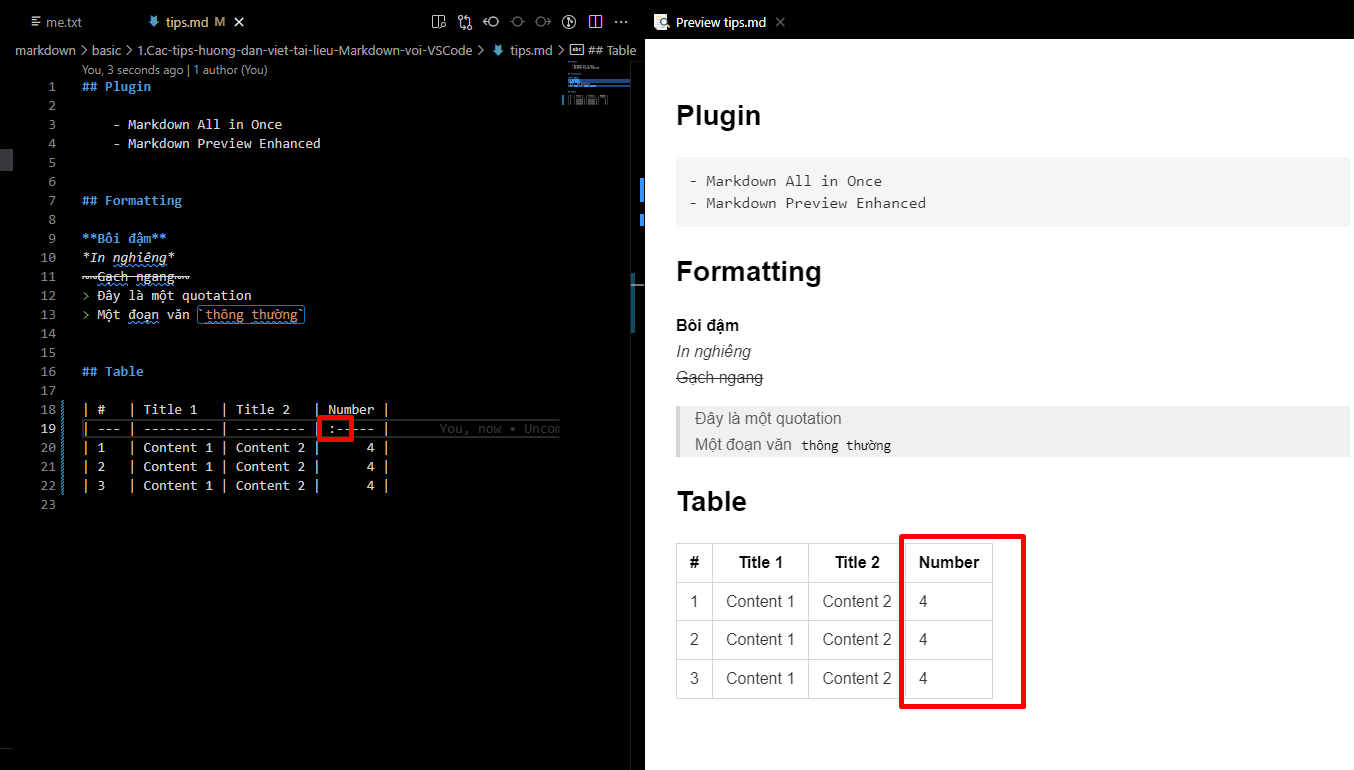 me.txt
tips.md M
markdown > basic > 1.Cac-tips-huong-dan-viet-tai-lieu-Markdown-voi-VSCode > tips.md > ## Table
You, 3 seconds ago | 1 author (You)
1 ## Plugin
2
3 - Markdown All in Once
4 - Markdown Preview Enhanced
5
6
7 ## Formatting
8
9 **Bôi đậm**
10 *In nghiêng*
11 ~~Gạch ngang~~
12 > Đây là một quotation
13 > Một đoạn văn `thông thường`
14
15
16 ## Table
17
18 | # | Title 1 | Title 2 | Number |
19 | --- | --------- | --------- | :----- | You, now • Uncom
20 | 1 | Content 1 | Content 2 | 4 |
21 | 2 | Content 1 | Content 2 | 4 |
22 | 3 | Content 1 | Content 2 | 4 |
23
Preview tips.md
Plugin
- Markdown All in Once
- Markdown Preview Enhanced
Formatting
Bôi đậm
In nghiêng
Gạch ngang
Đây là một quotation
Một đoạn văn thông thường
Table
# Title 1 Title 2 Number
1 Content 1 Content 2 4
2 Content 1 Content 2 4
3 Content 1 Content 2 4